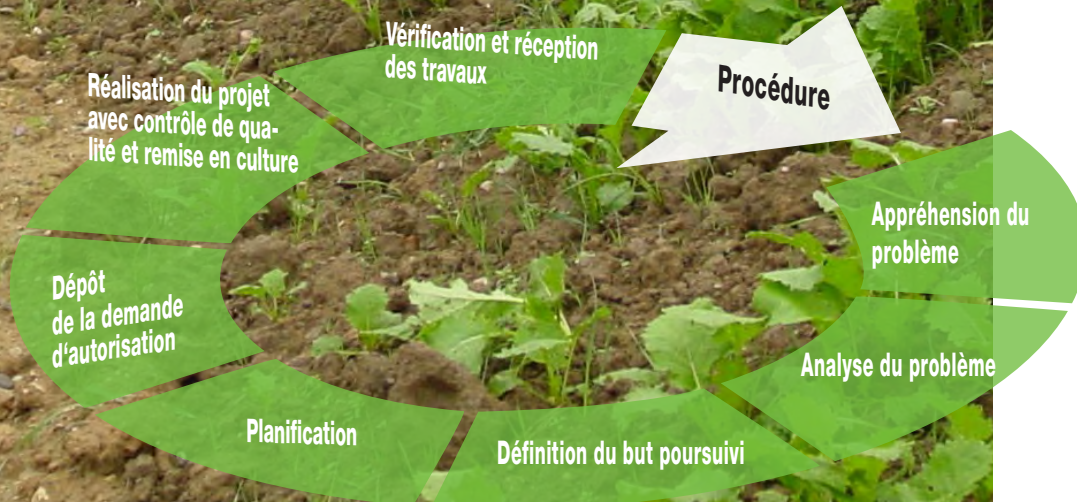 Procédure
Appréhension du
problème
Analyse du problème
Définition du but poursuivi
Planification
Dépôt
de la demande
d‘autorisation
Réalisation du projet
avec contrôle de qua-
lité et remise en culture
Vérification et réception
des travaux